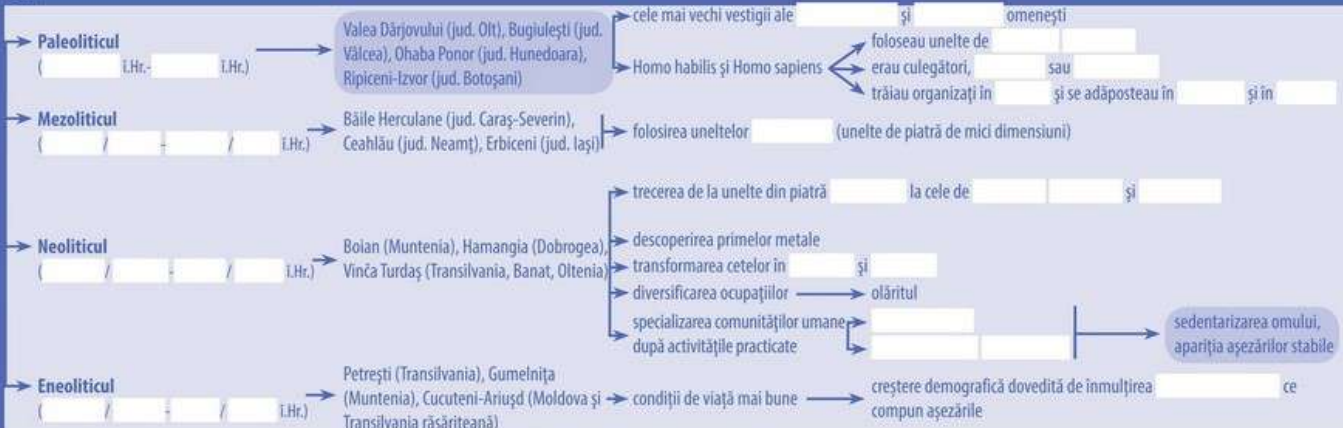 Paleoliticul
( î.Hr.- î.Hr.)
Valea Dârjovului (jud. Olt), Bugiulești (jud.
Vâlcea), Ohaba Ponor (jud. Hunedoara),
Ripiceni-Izvor (jud. Botoșani)
cele mai vechi vestigii ale și omenești
Homo habilis și Homo sapiens
foloseau unelte de
erau culegători, sau
trăiau organizați în și se adăposteau în și în
Mezoliticul
( / - / î.Hr.)
Băile Herculane (jud. Caraș-Severin),
Ceahlău (jud. Neamț), Erbiceni (jud. Iași)
folosirea uneltelor (unelte de piatră de mici dimensiuni)
Neoliticul
( / - / î.Hr.)
Boian (Muntenia), Hamangia (Dobrogea),
Vinča Turdaș (Transilvania, Banat, Oltenia)
trecerea de la unelte din piatră la cele de și
descoperirea primelor metale
transformarea cetelor în și
diversificarea ocupațiilor olăritul
specializarea comunităților umane
după activitățile practicate
sedentarizarea omului,
apariția așezărilor stabile
Eneoliticul
( / - / î.Hr.)
Petrești (Transilvania), Gumelnița
(Muntenia), Cucuteni-Ariușd (Moldova și
Transilvania răsăriteană)
condiții de viață mai bune
creștere demografică dovedită de înmulțirea ce
compun așezările